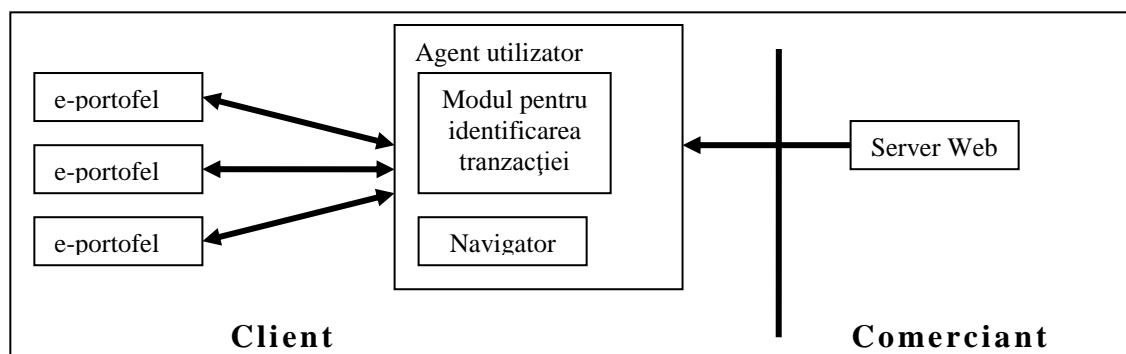 Agent utilizator
e-portofel
e-portofel
e-portofel
Modul pentru
identificarea
tranzacţiei
Navigator
Server Web
Client
Comerciant